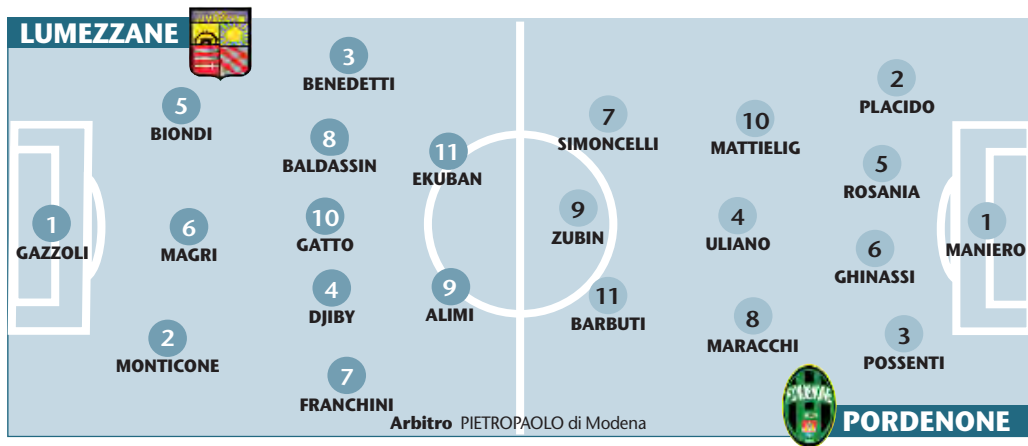 LUMEZZANE
3
BENEDETTI
5
BIONDI
8
BALDASSIN
11
EKUBAN
1
GAZZOLI
6
MAGRI
10
GATTO
4
DJIBY
9
ALIMI
2
MONTICONE
7
FRANCHINI
7
SIMONCELLI
10
MATTIELIG
2
PLACIDO
5
ROSANIA
9
ZUBIN
4
ULIANO
1
MANIERO
6
GHINASSI
11
BARBUTI
8
MARACCHI
3
POSSENTI
Arbitro PIETROPAOLO di Modena
PORDENONE